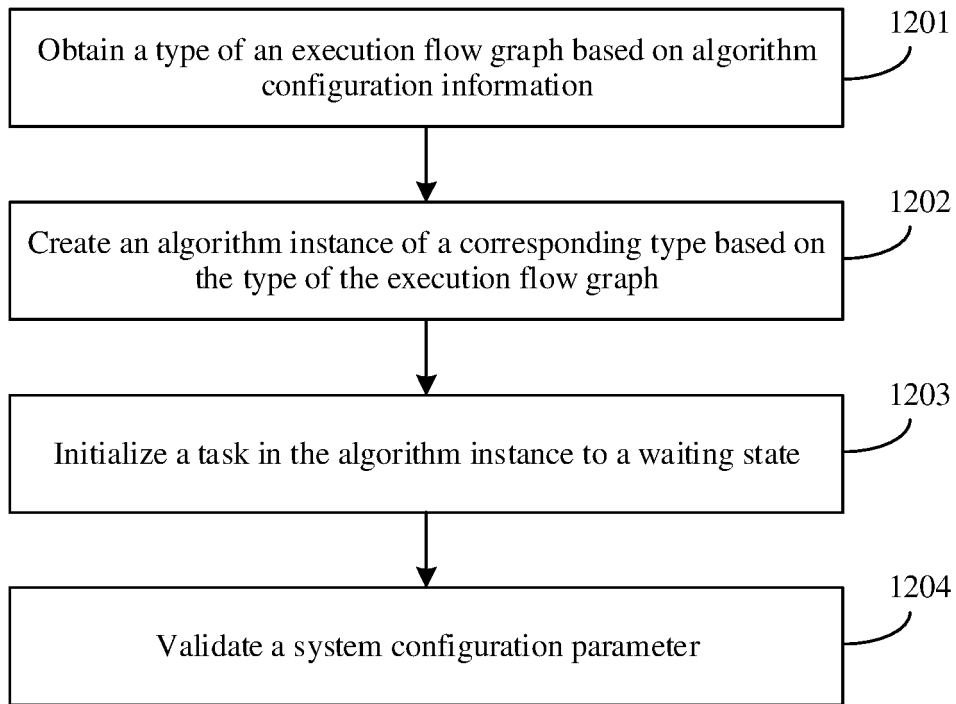 1201
Obtain a type of an execution flow graph based on algorithm
configuration information
1202
Create an algorithm instance of a corresponding type based on
the type of the execution flow graph
1203
Initialize a task in the algorithm instance to a waiting state
1204
Validate a system configuration parameter